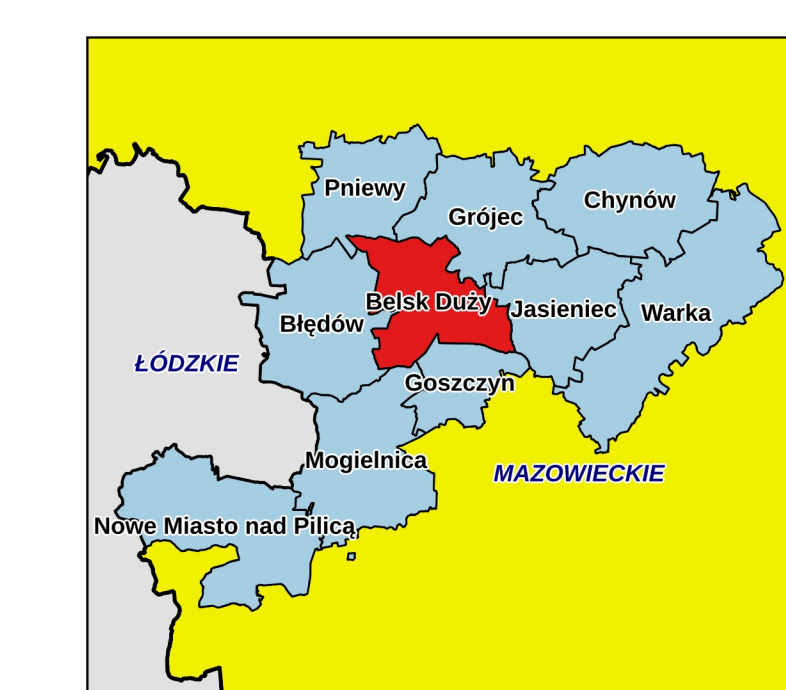 Pniewy
Grójec
Chynów
Belsk Duży
Jasieniec
Warka
Błędów
ŁÓDZKIE
Goszczyn
Mogielnica
MAZOWIECKIE
Nowe Miasto nad Pilicą